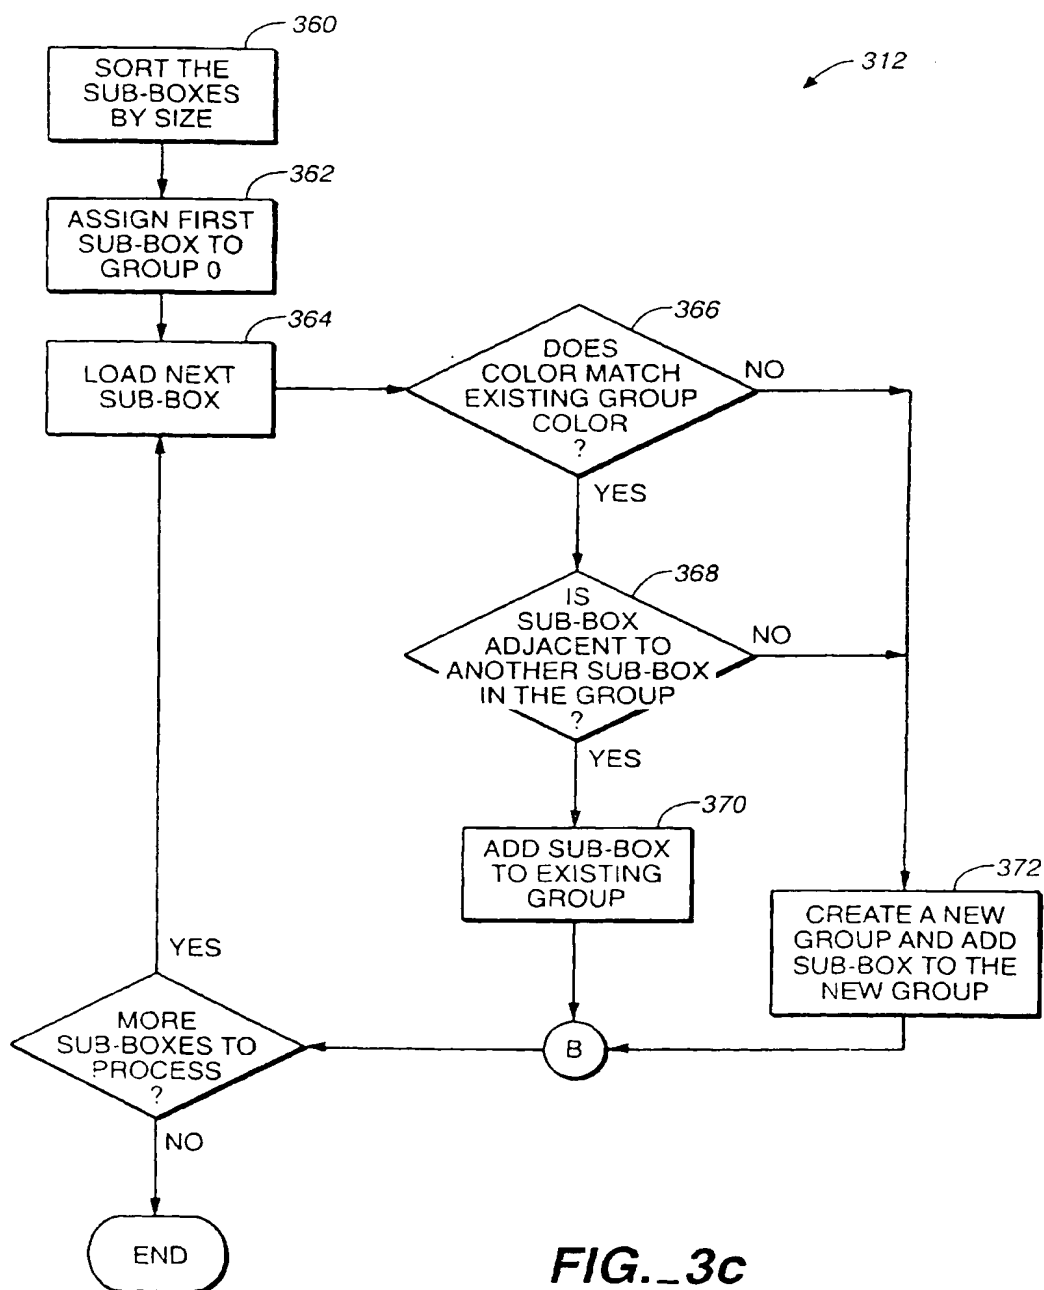 360
SORT THE
SUB-BOXES
BY SIZE
312
362
ASSIGN FIRST
SUB-BOX TO
GROUP 0
364
LOAD NEXT
SUB-BOX
366
DOES
COLOR MATCH
EXISTING GROUP
COLOR
?
NO
YES
368
IS
SUB-BOX
ADJACENT TO
ANOTHER SUB-BOX
IN THE GROUP
?
NO
YES
370
ADD SUB-BOX
TO EXISTING
GROUP
372
CREATE A NEW
GROUP AND ADD
SUB-BOX TO THE
NEW GROUP
B
YES
MORE
SUB-BOXES TO
PROCESS
?
NO
END
FIG._3c